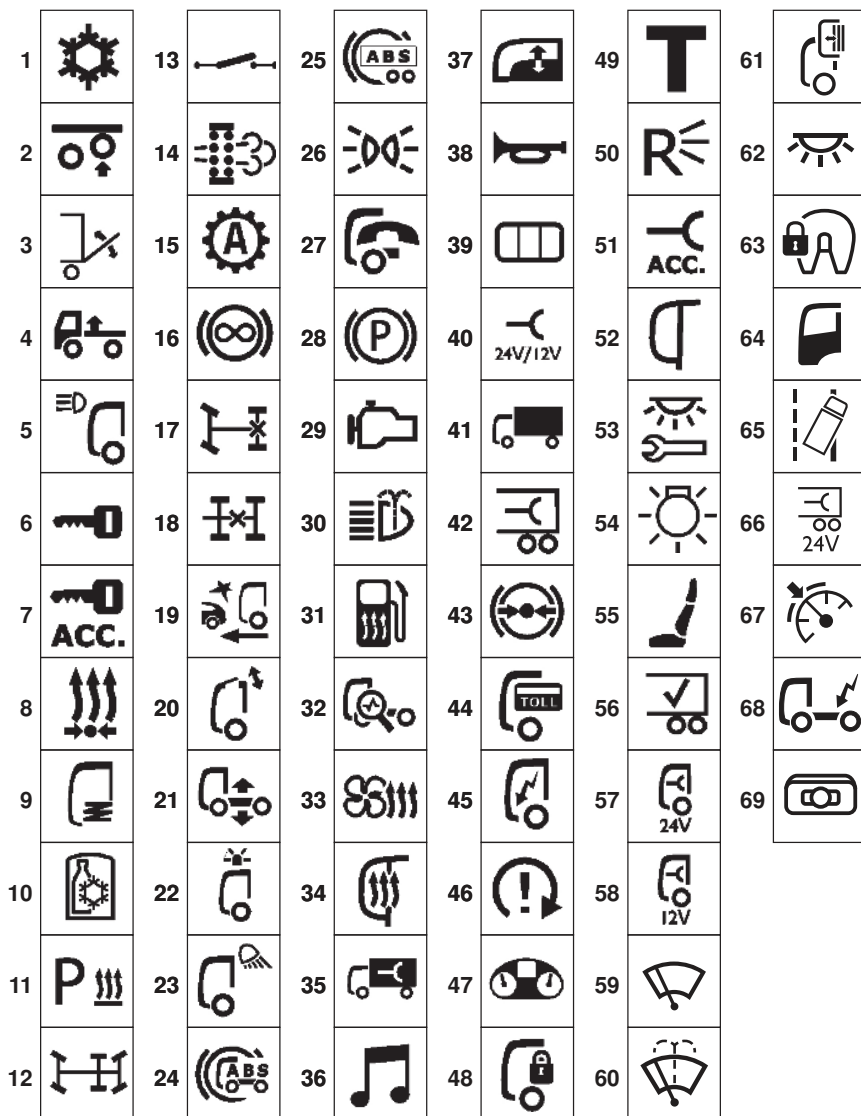 1 13 25 ABS 37 49 T 61
2 14 26 38 50 R 62
3 15 A 27 39 51 ACC. 63
4 16 28 P 40 24V/12V 52 64
5 17 29 41 53 65
6 18 30 42 54 66 24V
7 ACC. 19 31 43 55 67
8 20 32 44 TOLL 56 68
9 21 33 45 57 24V 69
10 22 34 46 ! 58 12V
11 P 23 35 47 59
12 24 ABS 36 48 60